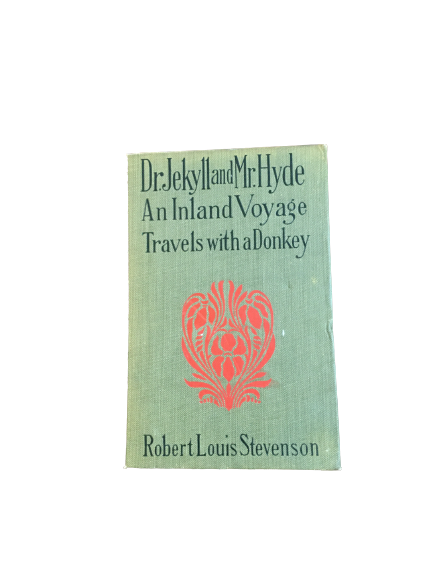 Dr. Jekyll and Mr. Hyde
An Inland Voyage
Travels with a Donkey
Robert Louis Stevenson